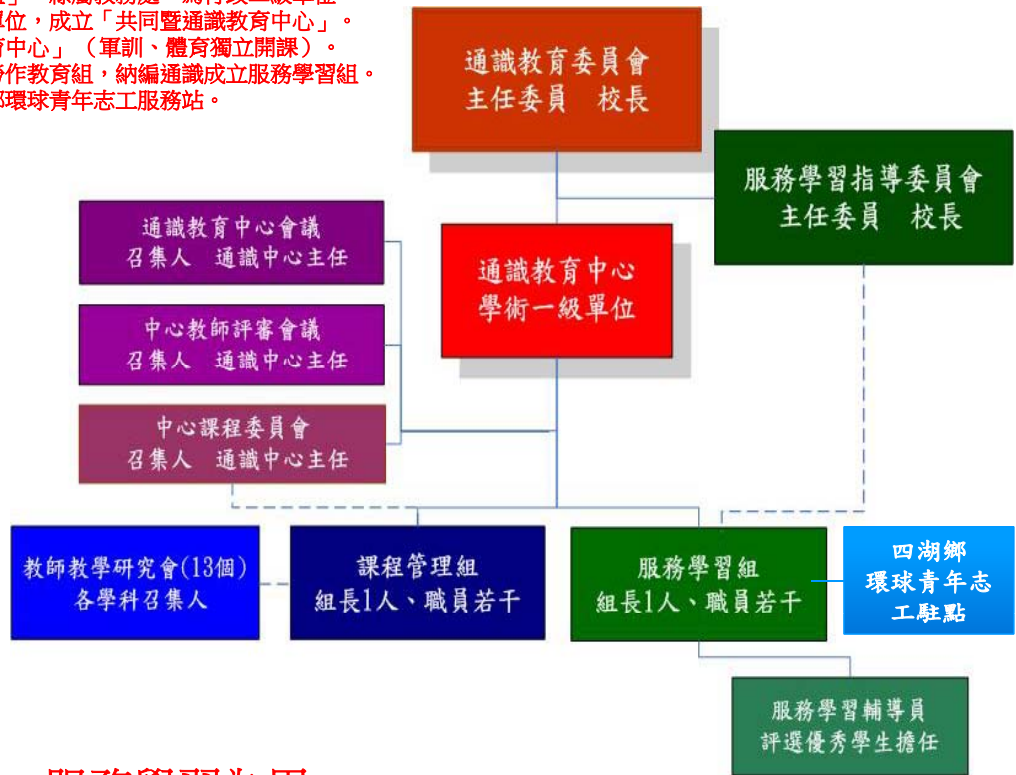 單位，成立「共同暨通識教育中心」。
育中心」（軍訓、體育獨立開課）。
勞作教育組，納編通識成立服務學習組。
鄉環球青年志工服務站。
通識教育委員會
主任委員　校長
服務學習指導委員會
主任委員　校長
通識教育中心會議
召集人　通識中心主任
通識教育中心
學術一級單位
中心教師評審會議
召集人　通識中心主任
中心課程委員會
召集人　通識中心主任
教師教學研究會(13個)
各學科召集人
課程管理組
組長1人、職員若干
服務學習組
組長1人、職員若干
四湖鄉
環球青年志
工駐點
服務學習輔導員
評選優秀學生擔任